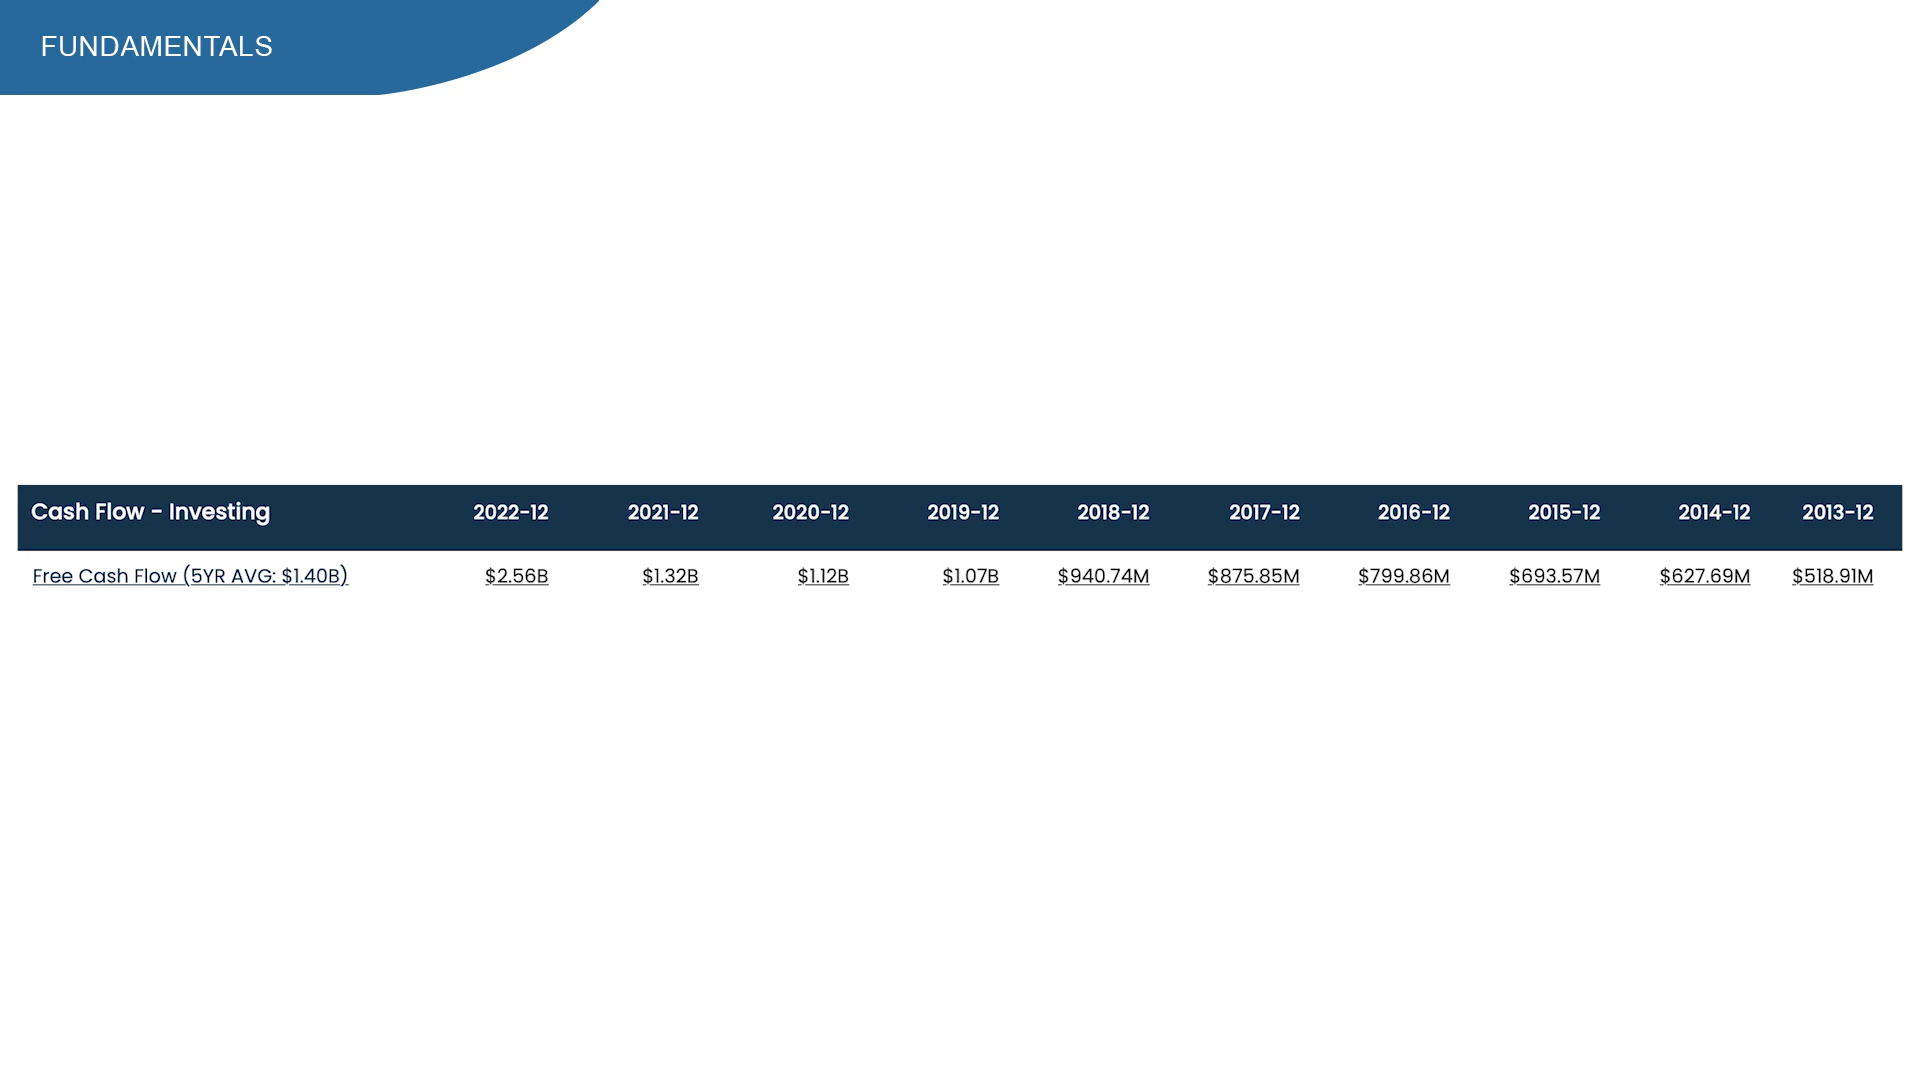 FUNDAMENTALS
Cash Flow - Investing 2022-12 2021-12 2020-12 2019-12 2018-12 2017-12 2016-12 2015-12 2014-12 2013-12
Free Cash Flow (5YR AVG: $1.40B) $2.56B $1.32B $1.12B $1.07B $940.74M $875.85M $799.86M $693.57M $627.69M $518.91M